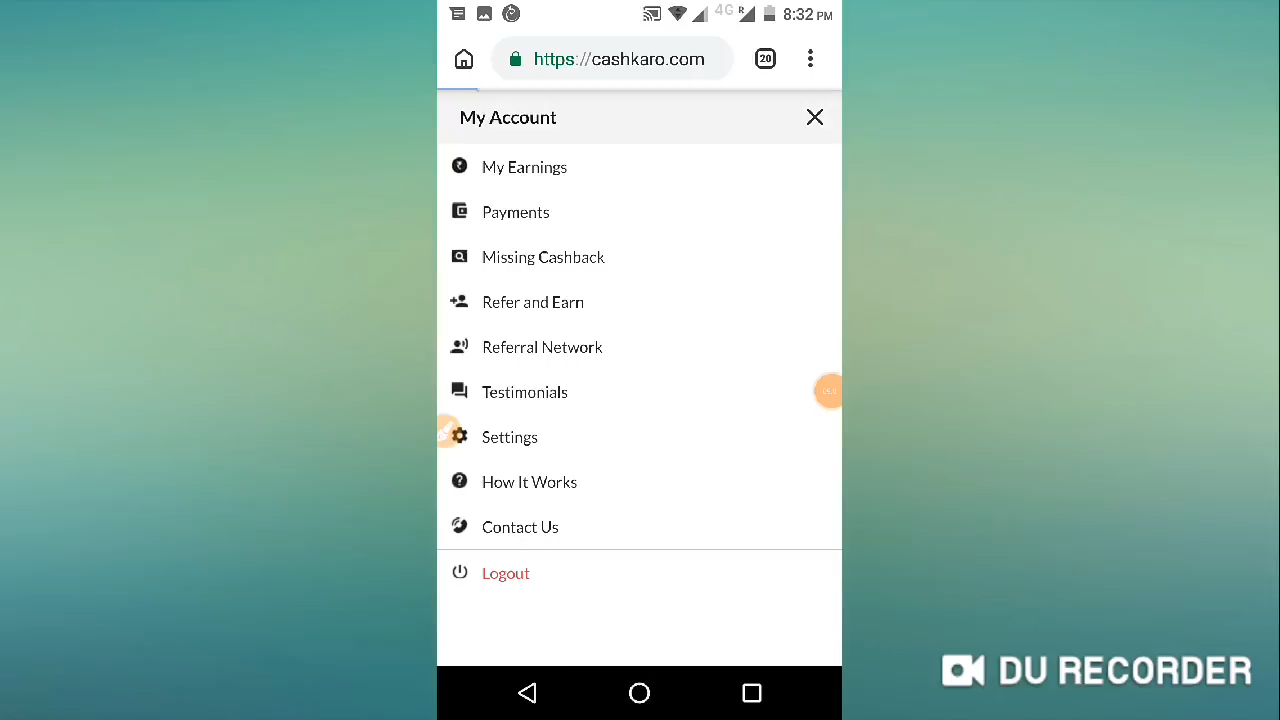 4G R 8:32 PM
https://cashkaro.com 20
My Account
My Earnings
Payments
Missing Cashback
Refer and Earn
Referral Network
Testimonials
Settings
How It Works
Contact Us
Logout
DU RECORDER